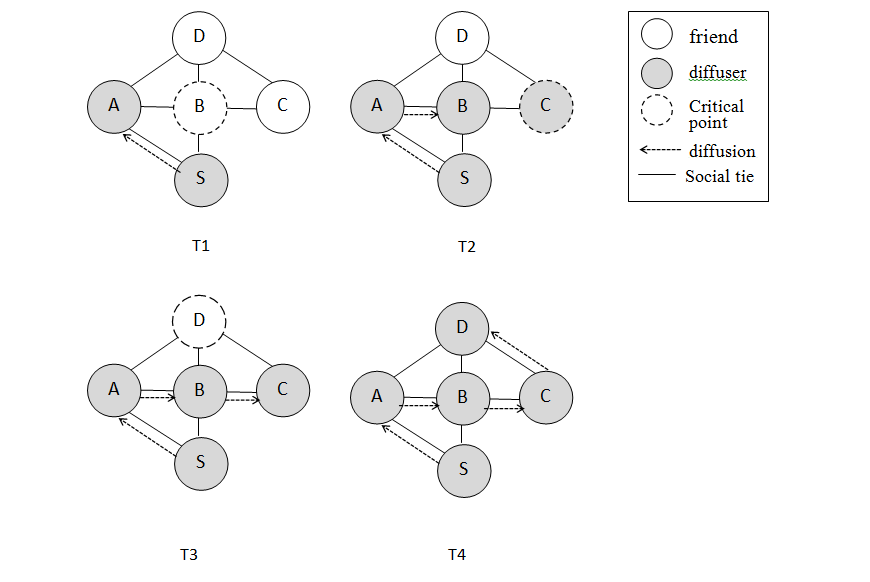 D
A
B
C
S
T1
D
A
B
C
S
T2
friend
diffuser
Critical
point
diffusion
Social tie
D
A
B
C
S
T3
D
A
B
C
S
T4